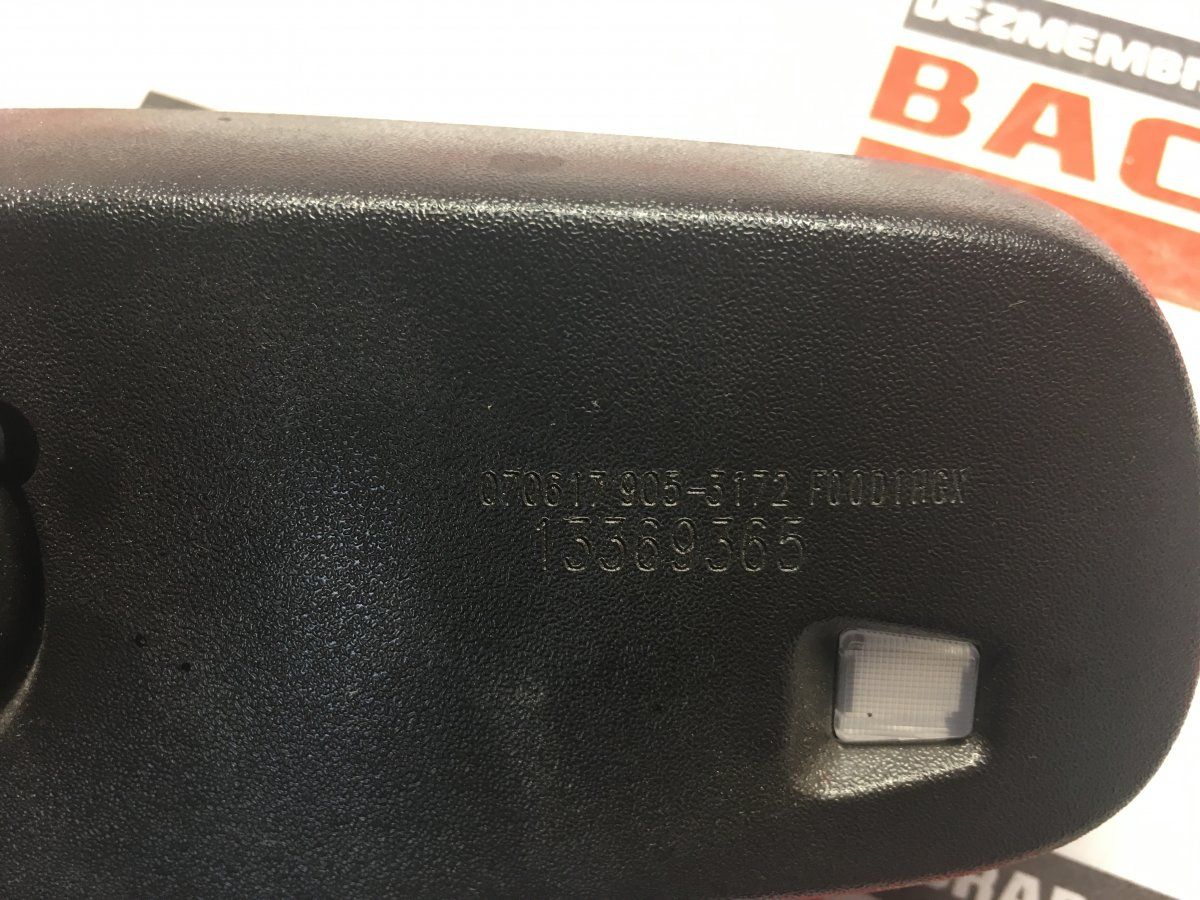 DEZMEMBR
BAC
070617 905-3172 F00D1HGX
13369365